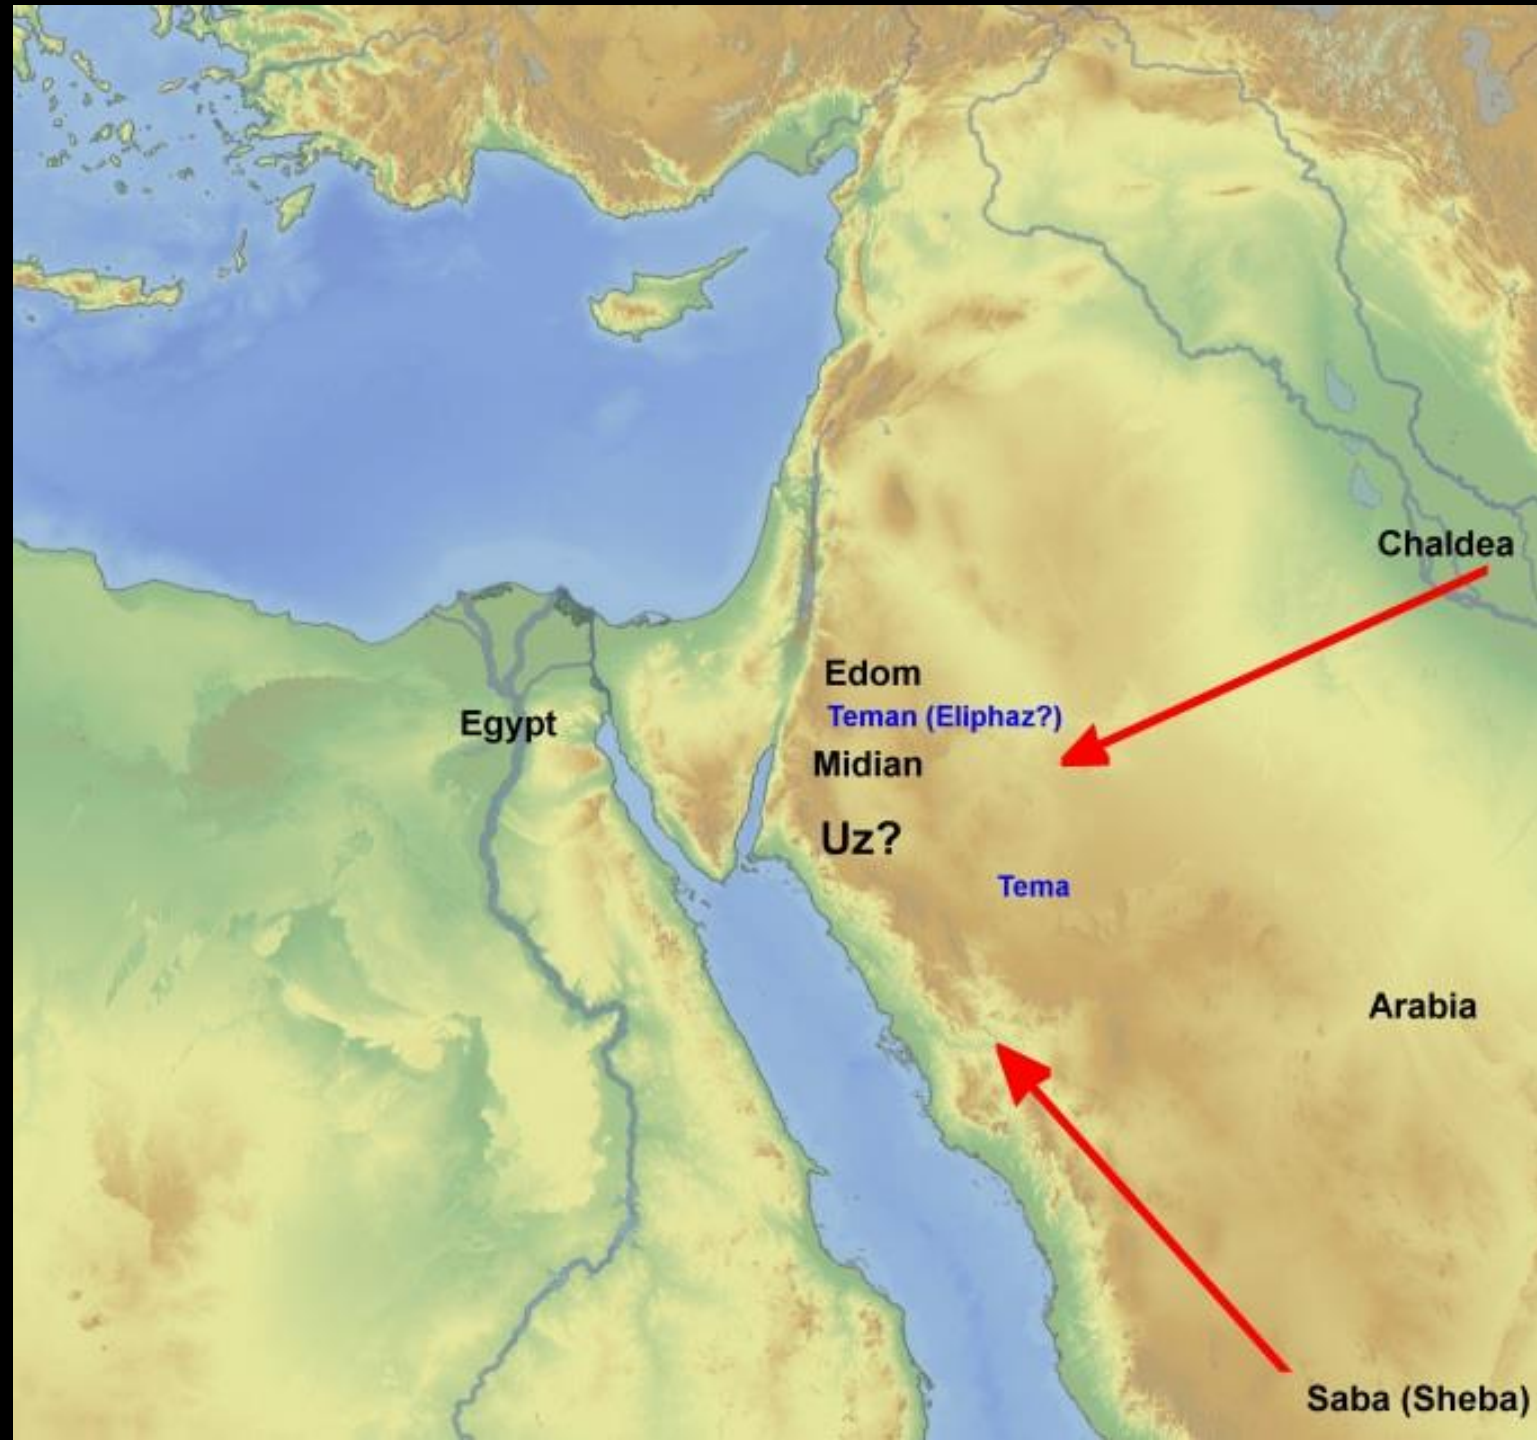 Chaldea
Edom
Teman (Eliphaz?)
Egypt
Midian
Uz?
Tema
Arabia
Saba (Sheba)